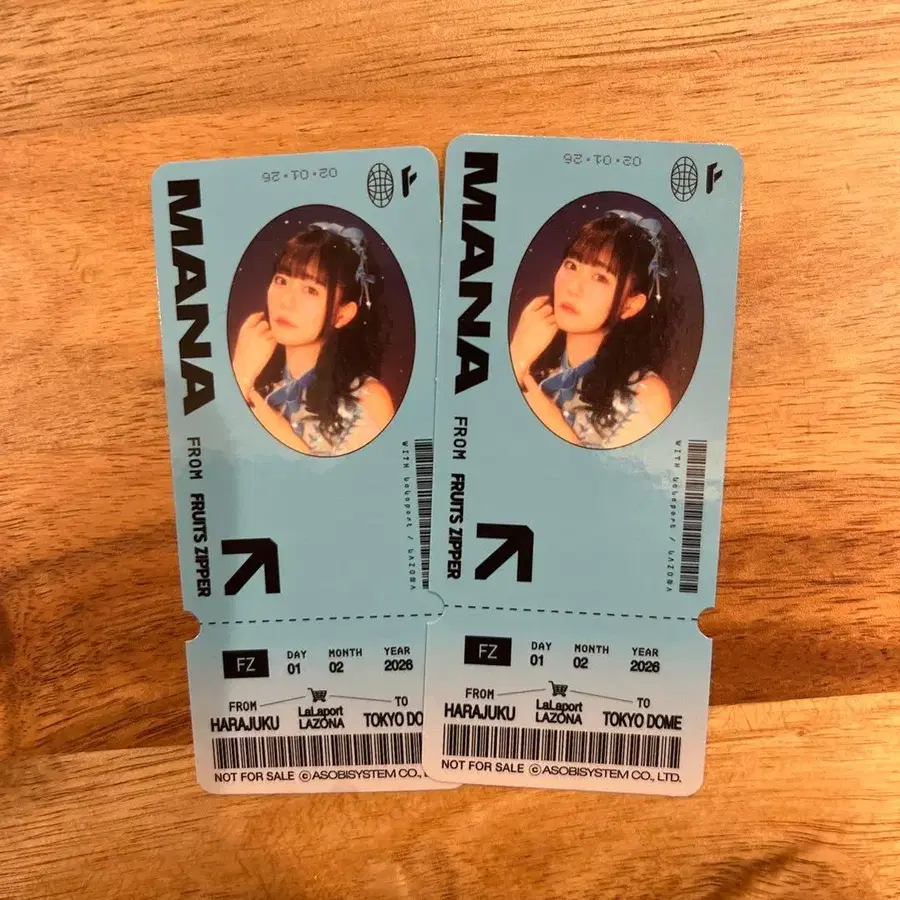 02·01·26
MANA
FROM
FRUITS ZIPPER
WITH LaLaport / LAZONA
FZ
DAY MONTH YEAR
01 02 2026
FROM TO
HARAJUKU LaLaport LAZONA TOKYO DO
NOT FOR SALE ©ASOBISYSTEM CO.,
02·01·26
MANA
FROM
FRUITS ZIPPER
WITH LaLaport / LAZONA
FZ
DAY MONTH YEAR
01 02 2026
FROM TO
HARAJUKU LaLaport LAZONA TOKYO DOME
NOT FOR SALE ©ASOBISYSTEM CO., LTD.